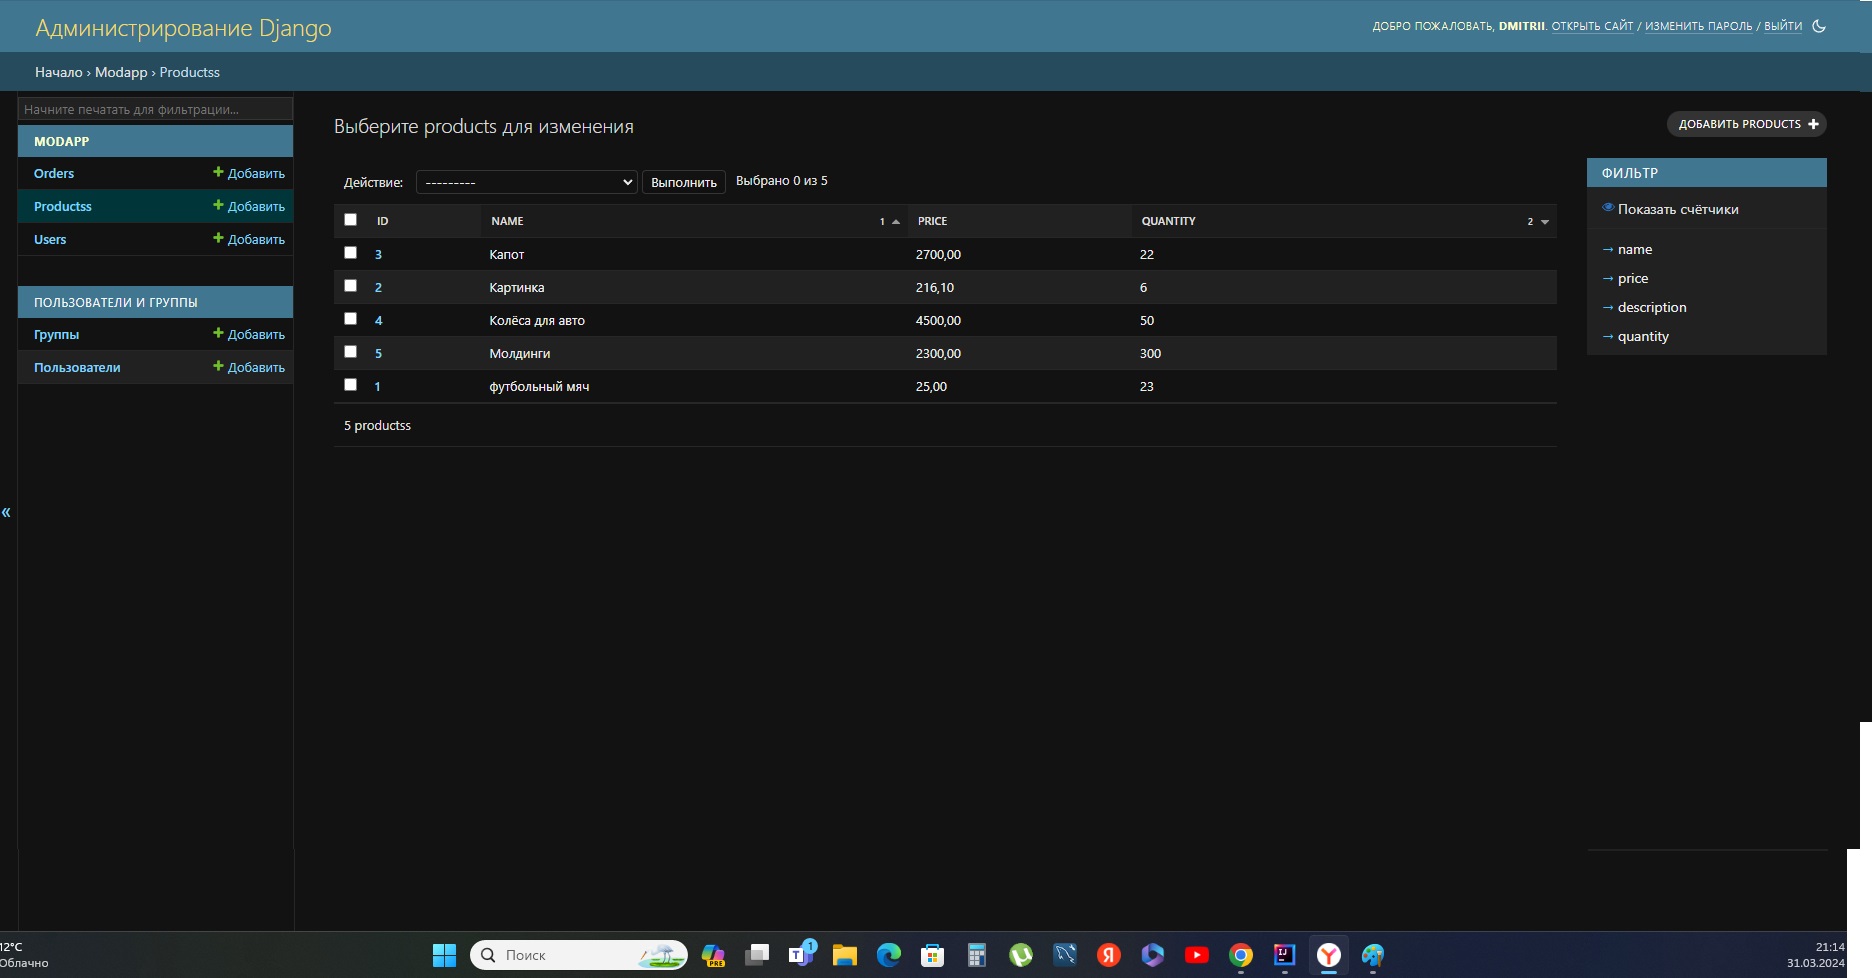 Администрирование Django
ДОБРО ПОЖАЛОВАТЬ, DMITRII. ОТКРЫТЬ САЙТ / ИЗМЕНИТЬ ПАРОЛЬ / ВЫЙТИ
Начало › Modapp › Productss
Начните печатать для фильтрации...
MODAPP
Orders + Добавить
Productss + Добавить
Users + Добавить
ПОЛЬЗОВАТЕЛИ И ГРУППЫ
Группы + Добавить
Пользователи + Добавить
«
Выберите products для изменения
ДОБАВИТЬ PRODUCTS +
Действие: --------- Выполнить Выбрано 0 из 5
ID NAME 1 PRICE QUANTITY 2
3 Капот 2700,00 22
2 Картинка 216,10 6
4 Колёса для авто 4500,00 50
5 Молдинги 2300,00 300
1 футбольный мяч 25,00 23
5 productss
ФИЛЬТР
Показать счётчики
→ name
→ price
→ description
→ quantity
12°C
Облачно
Поиск
PRE
T
1
Я
IJ
Y
21:14
31.03.2024